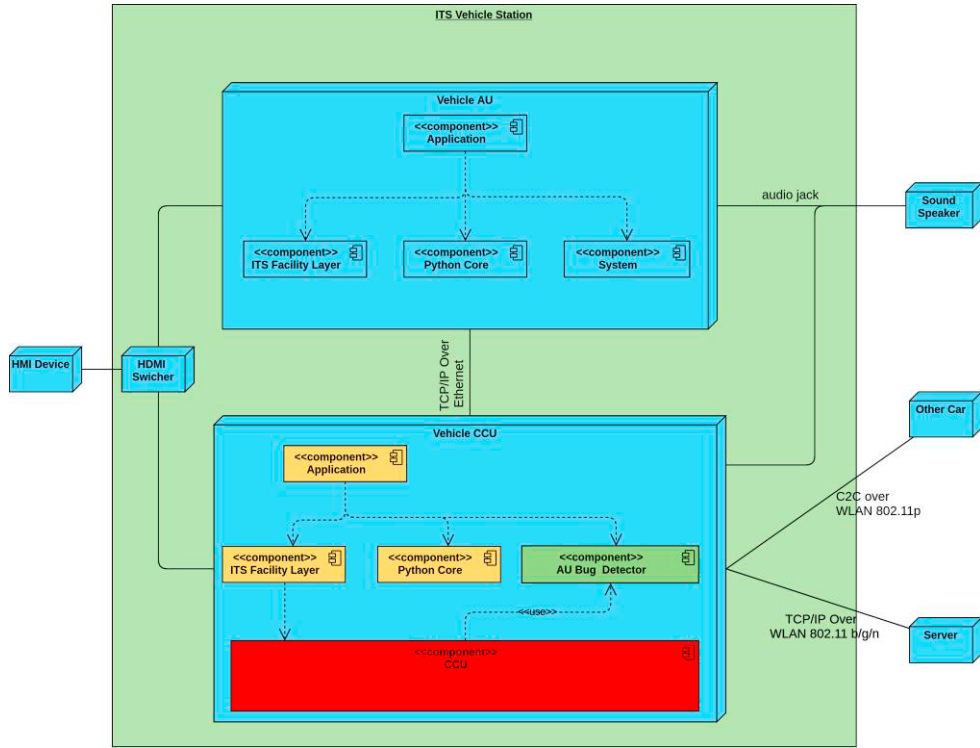 ITS Vehicle Station
Vehicle AU
<<component>>
Application
<<component>>
ITS Facility Layer
<<component>>
Python Core
<<component>>
System
audio jack
Sound
Speaker
HMI Device
HDMI
Swicher
TCP/IP Over
Ethernet
Vehicle CCU
<<component>>
Application
<<component>>
ITS Facility Layer
<<component>>
Python Core
<<component>>
AU Bug Detector
<<use>>
<<component>>
CCU
Other Car
C2C over
WLAN 802.11p
TCP/IP Over
WLAN 802.11 b/g/n
Server